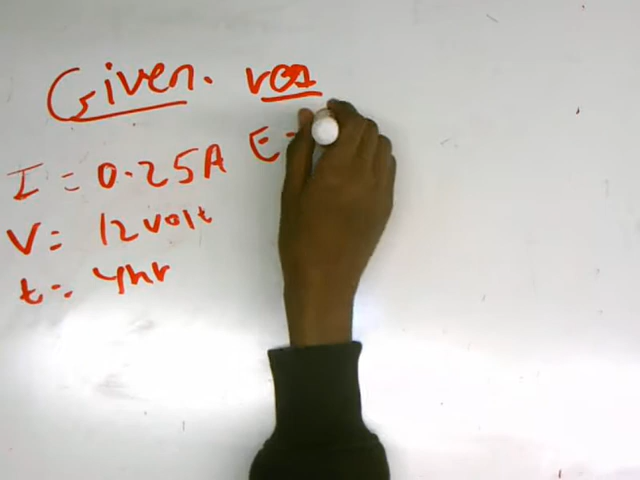 Given. req
I = 0.25A E =
V = 12 volt
t = 4hr